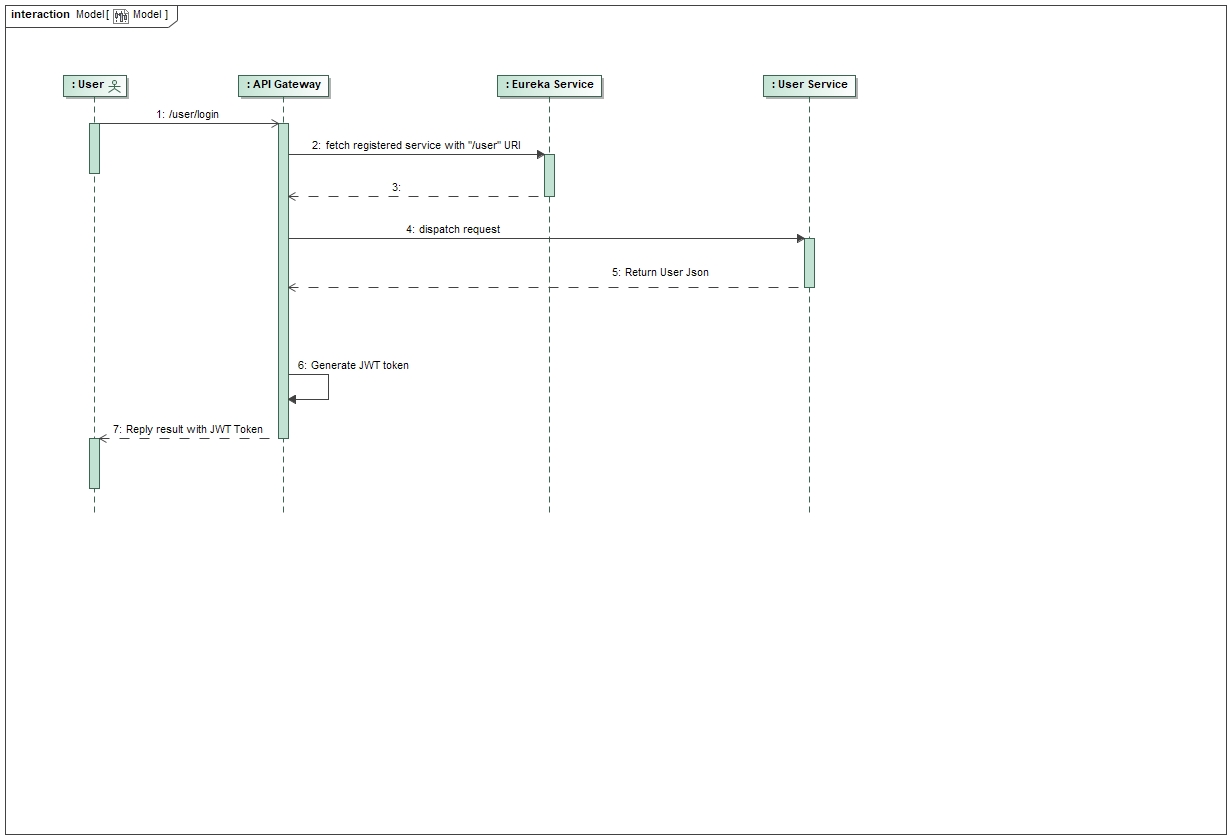 interaction Model[ Model ]
: User
: API Gateway
: Eureka Service
: User Service
1: /user/login
2: fetch registered service with "/user" URI
3:
4: dispatch request
5: Return User Json
6: Generate JWT token
7: Reply result with JWT Token